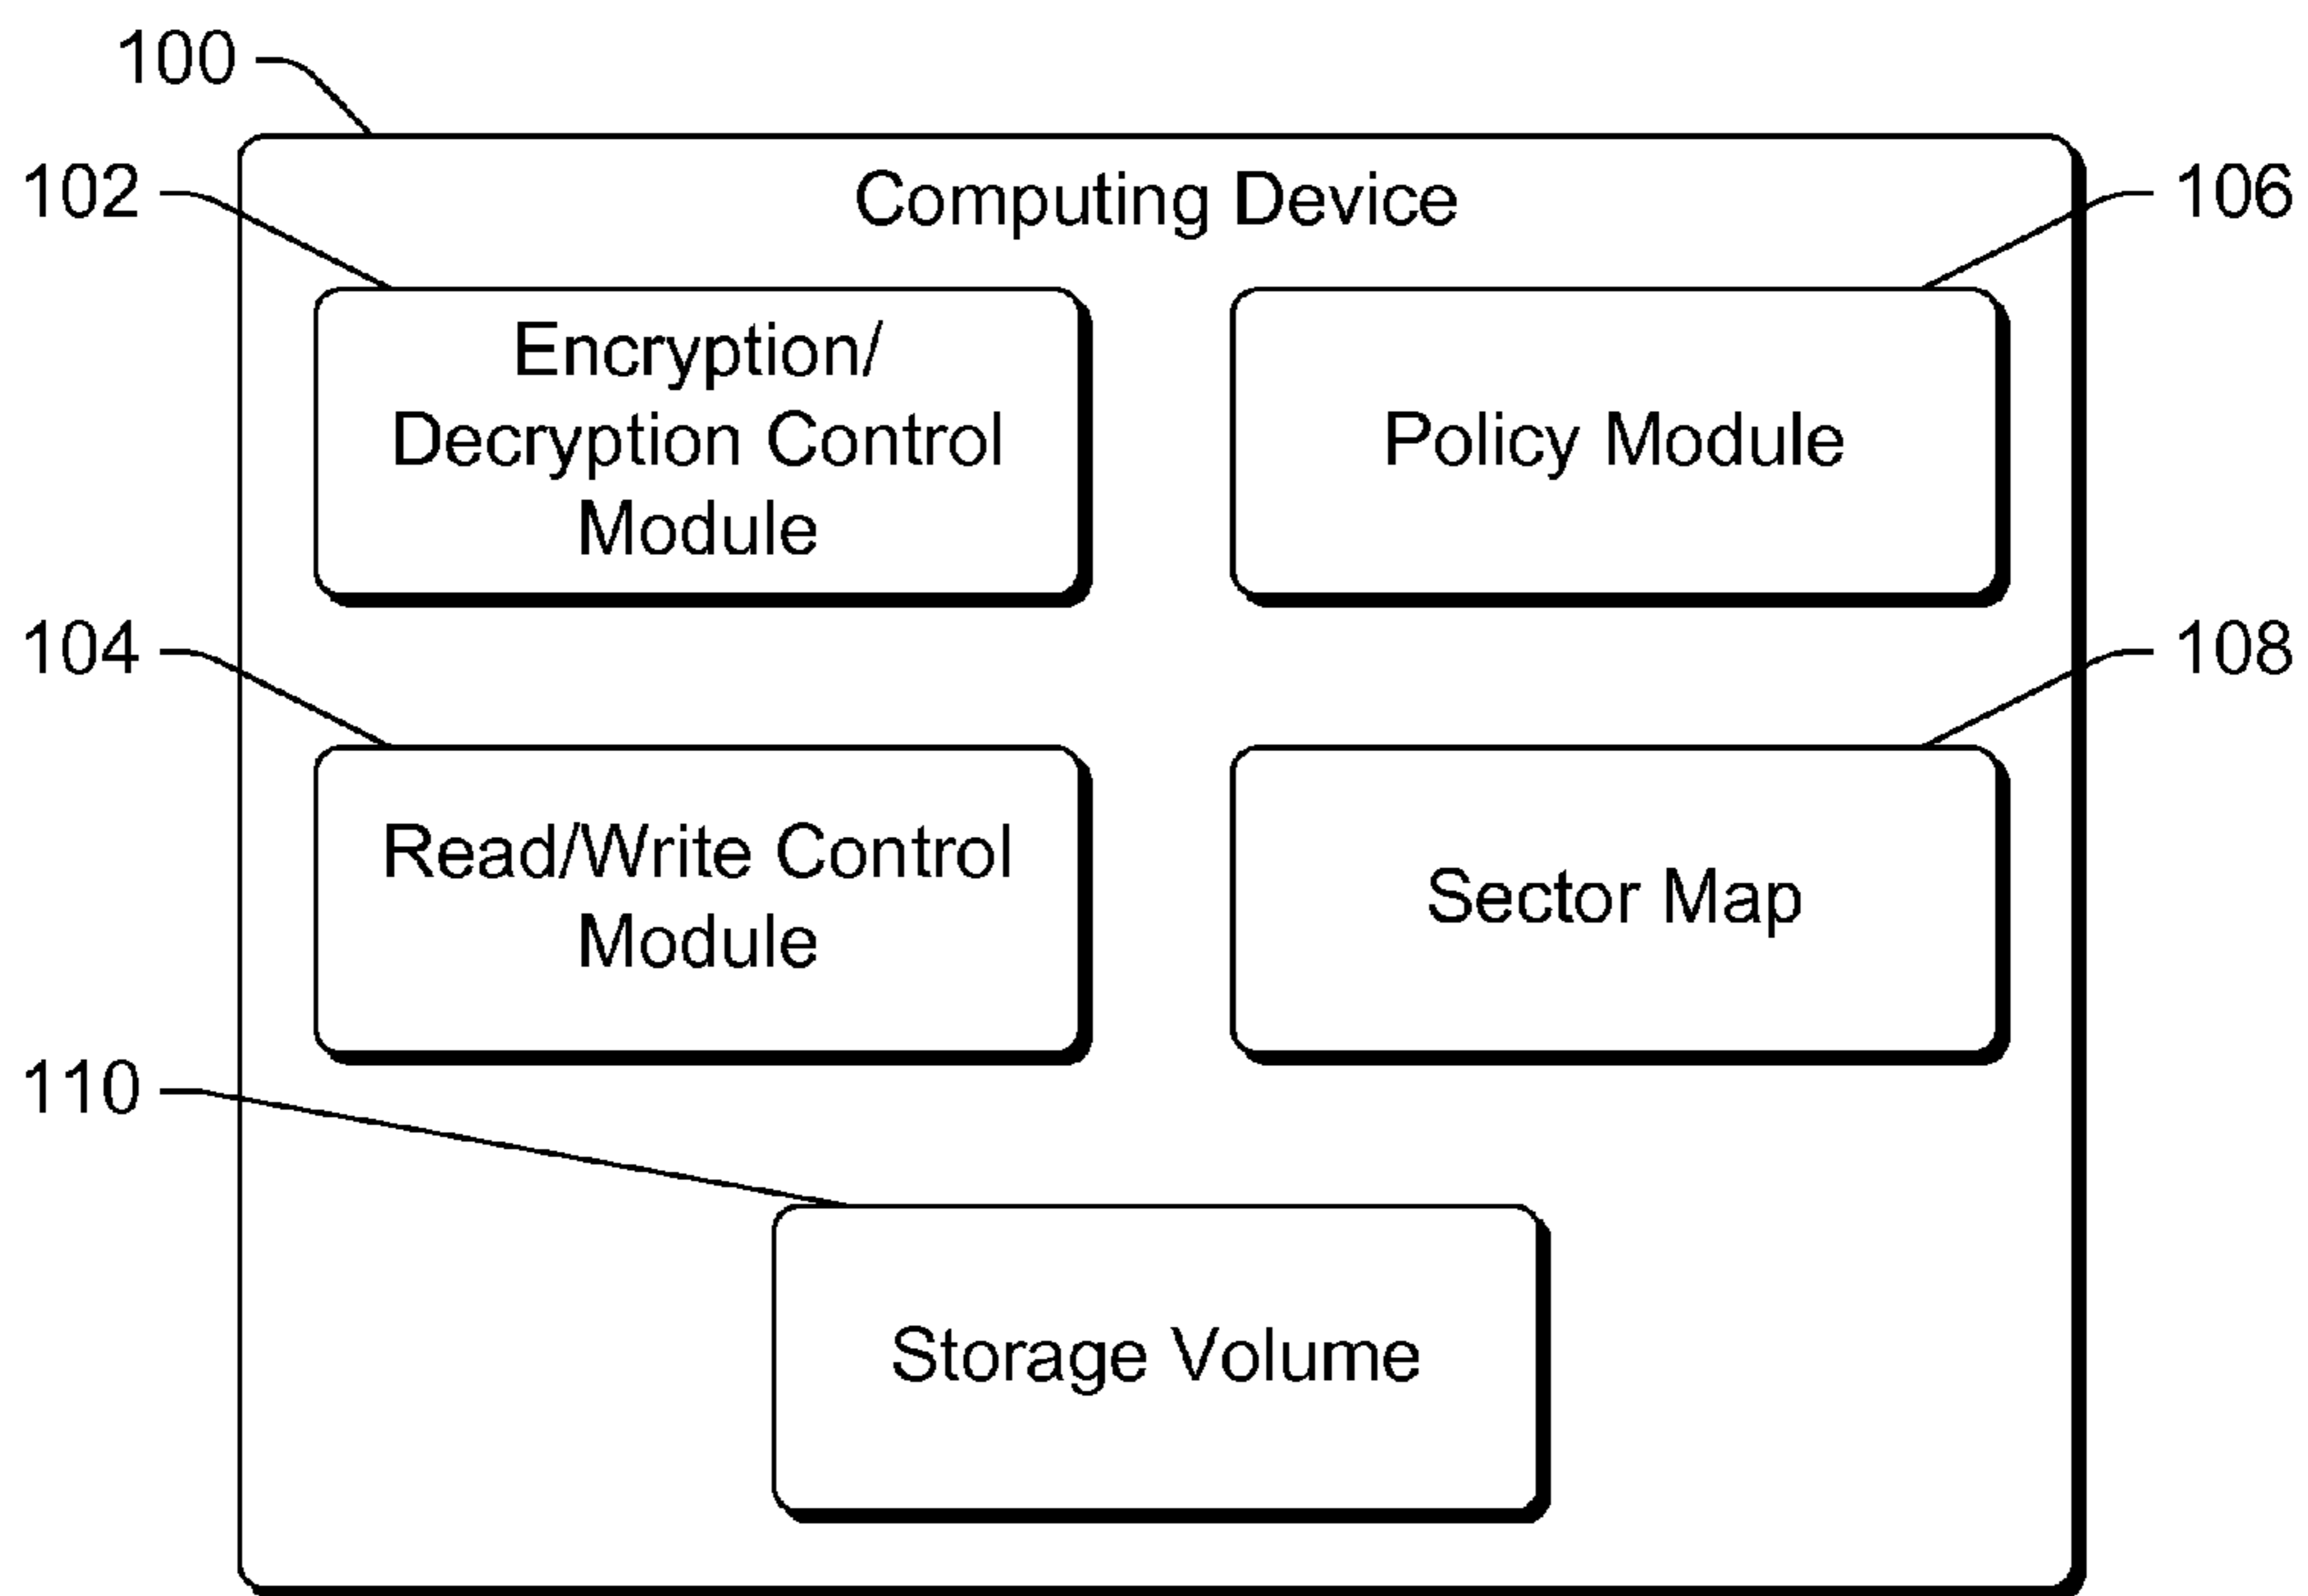 100
Computing Device
102
106
Encryption/
Decryption Control
Module
Policy Module
104
108
Read/Write Control
Module
Sector Map
110
Storage Volume